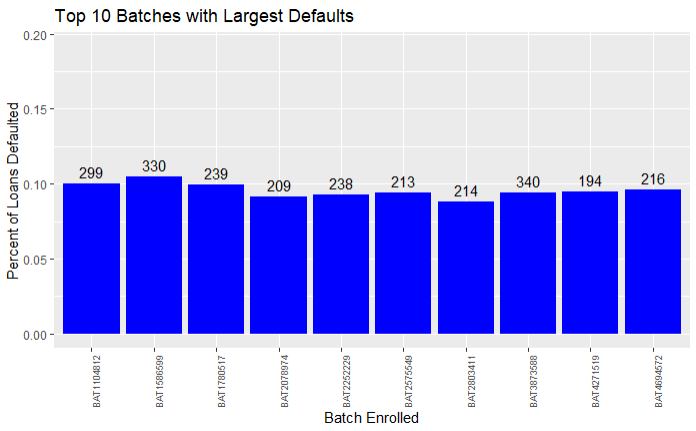 Top 10 Batches with Largest Defaults
Percent of Loans Defaulted
0.20
0.15
0.10
0.05
0.00
299
330
239
209
238
213
214
340
194
216
BAT1104812
BAT1586599
BAT1780517
BAT2078974
BAT2252229
BAT2575549
BAT2803411
BAT3873588
BAT4271519
BAT4694572
Batch Enrolled